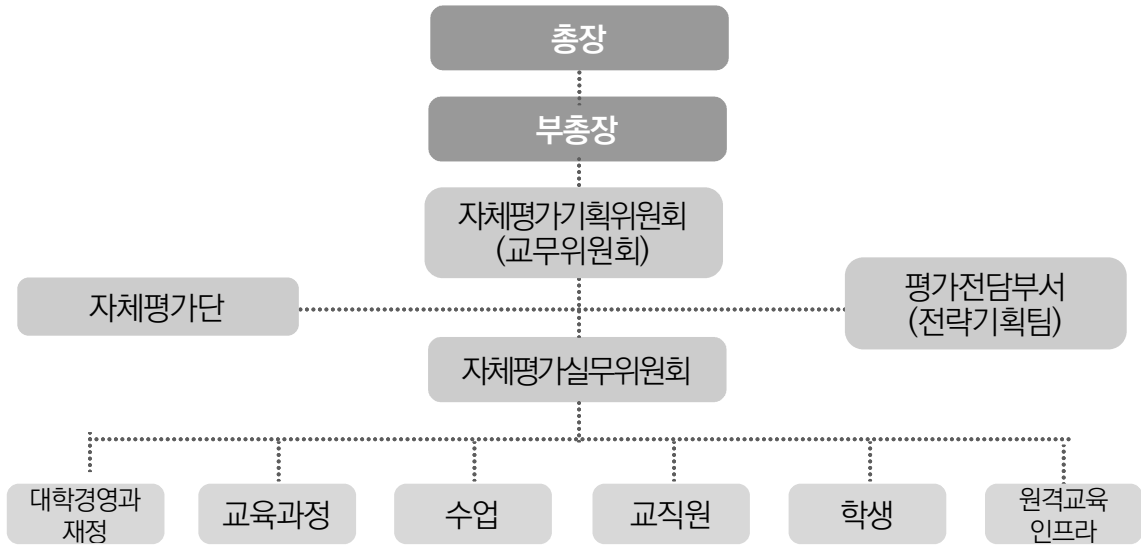 총장
부총장
자체평가기획위원회
(교무위원회)
자체평가단
평가전담부서
(전략기획팀)
자체평가실무위원회
대학경영과
재정
교육과정
수업
교직원
학생
원격교육
인프라